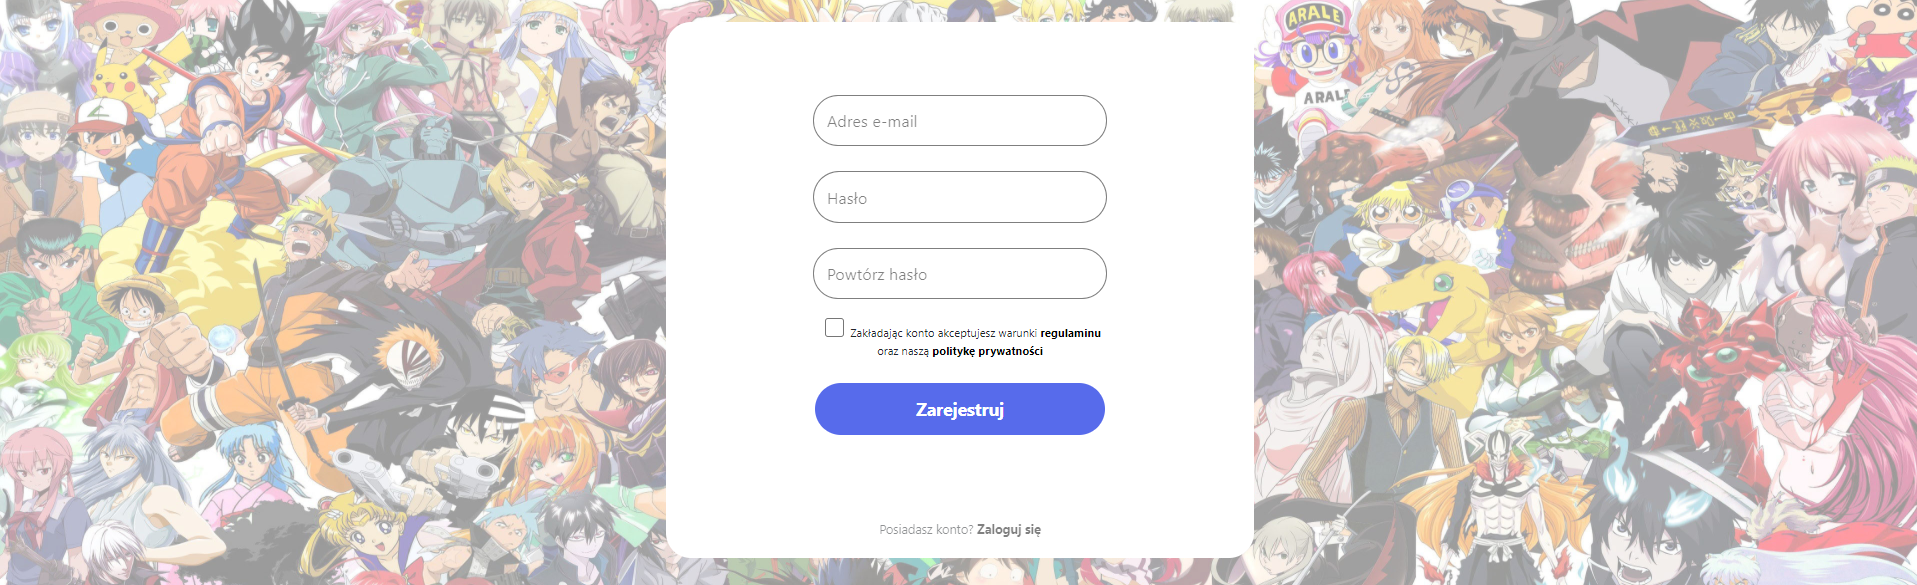 ARALE
ARALE
Adres e-mail
Hasło
Powtórz hasło
Zakładając konto akceptujesz warunki regulaminu
oraz naszą politykę prywatności
Zarejestruj
Posiadasz konto? Zaloguj się